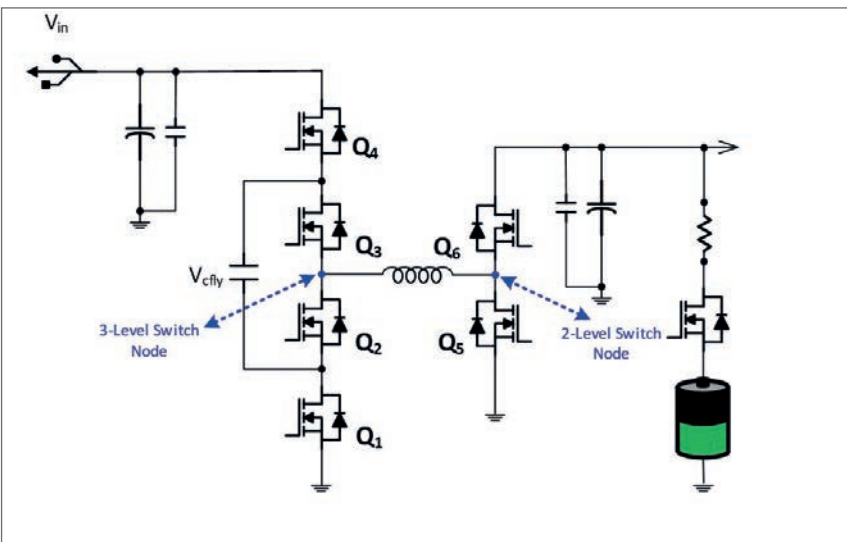 Vin
Q4
Q3
Q6
Vcfly
3-Level Switch
Node
Q2
Q5
2-Level Switch
Node
Q1